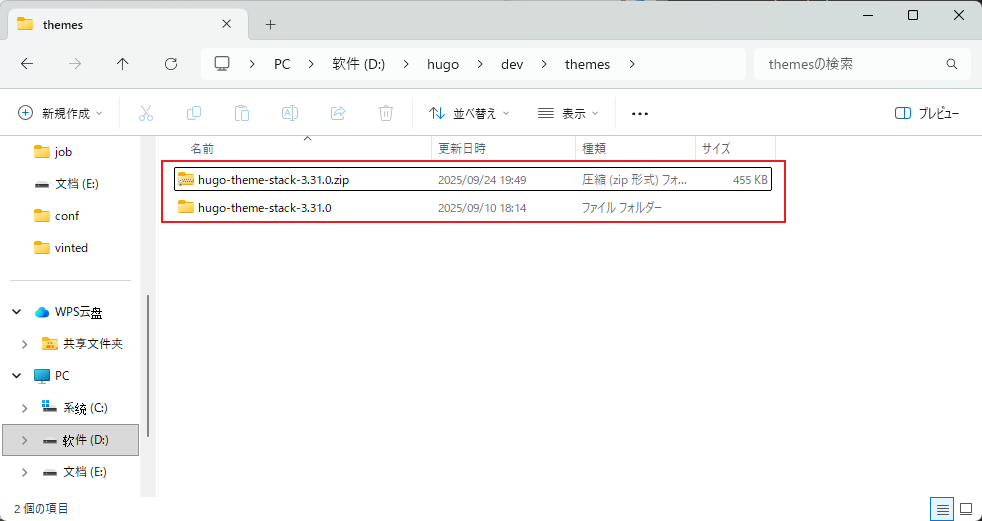 themes
PC 软件 (D:) hugo dev themes
themesの検索
新規作成 並べ替え 表示 プレビュー
名前 更新日時 種類 サイズ
hugo-theme-stack-3.31.0.zip 2025/09/24 19:49 圧縮 (zip 形式) フォ... 455 KB
hugo-theme-stack-3.31.0 2025/09/10 18:14 ファイル フォルダー
job
文档 (E:)
conf
vinted
WPS云盘
共享文件夹
PC
系统 (C:)
软件 (D:)
文档 (E:)
2 個の項目